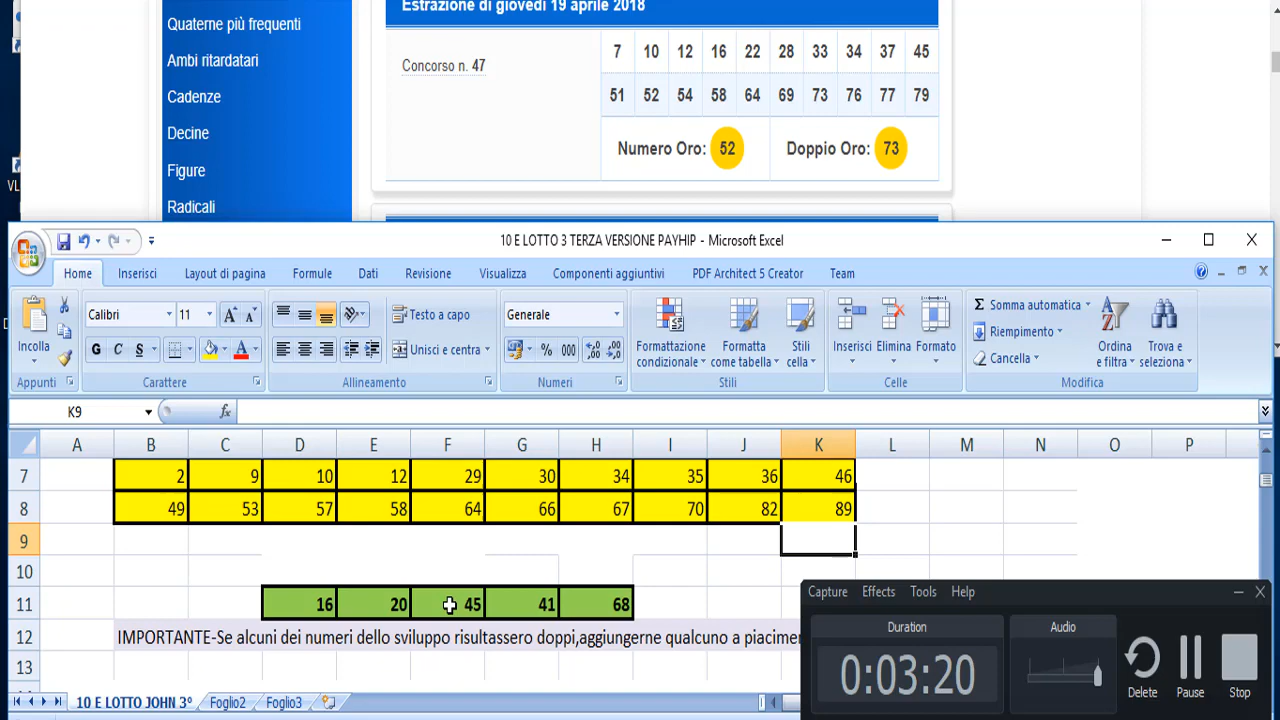 Quaterne più frequenti
Ambi ritardatari
Cadenze
Decine
Figure
Radicali
Estrazione di giovedì 19 aprile 2018
Concorso n. 47
7 10 12 16 22 28 33 34 37 45
51 52 54 58 64 69 73 76 77 79
Numero Oro: 52 Doppio Oro: 73
10 E LOTTO 3 TERZA VERSIONE PAYHIP - Microsoft Excel
Home Inserisci Layout di pagina Formule Dati Revisione Visualizza Componenti aggiuntivi PDF Architect 5 Creator Team
Incolla
Appunti
Calibri 11
G C S
Carattere
Testo a capo
Unisci e centra
Allineamento
Generale
% 000
Numeri
Formattazione condizionale
Formatta come tabella
Stili cella
Stili
Inserisci Elimina Formato
Celle
Σ Somma automatica
Riempimento
Cancella
Ordina e filtra
Trova e seleziona
Modifica
K9 fx
A B C D E F G H I J K L M N O P
7 2 9 10 12 29 30 34 35 36 46
8 49 53 57 58 64 66 67 70 82 89
9
10
11 16 20 45 41 68
12 IMPORTANTE-Se alcuni dei numeri dello sviluppo risultassero doppi,aggiungerne qualcuno a piacimen
13
10 E LOTTO JOHN 3° Foglio2 Foglio3
Capture Effects Tools Help
Duration
0:03:20
Audio
Delete Pause Stop